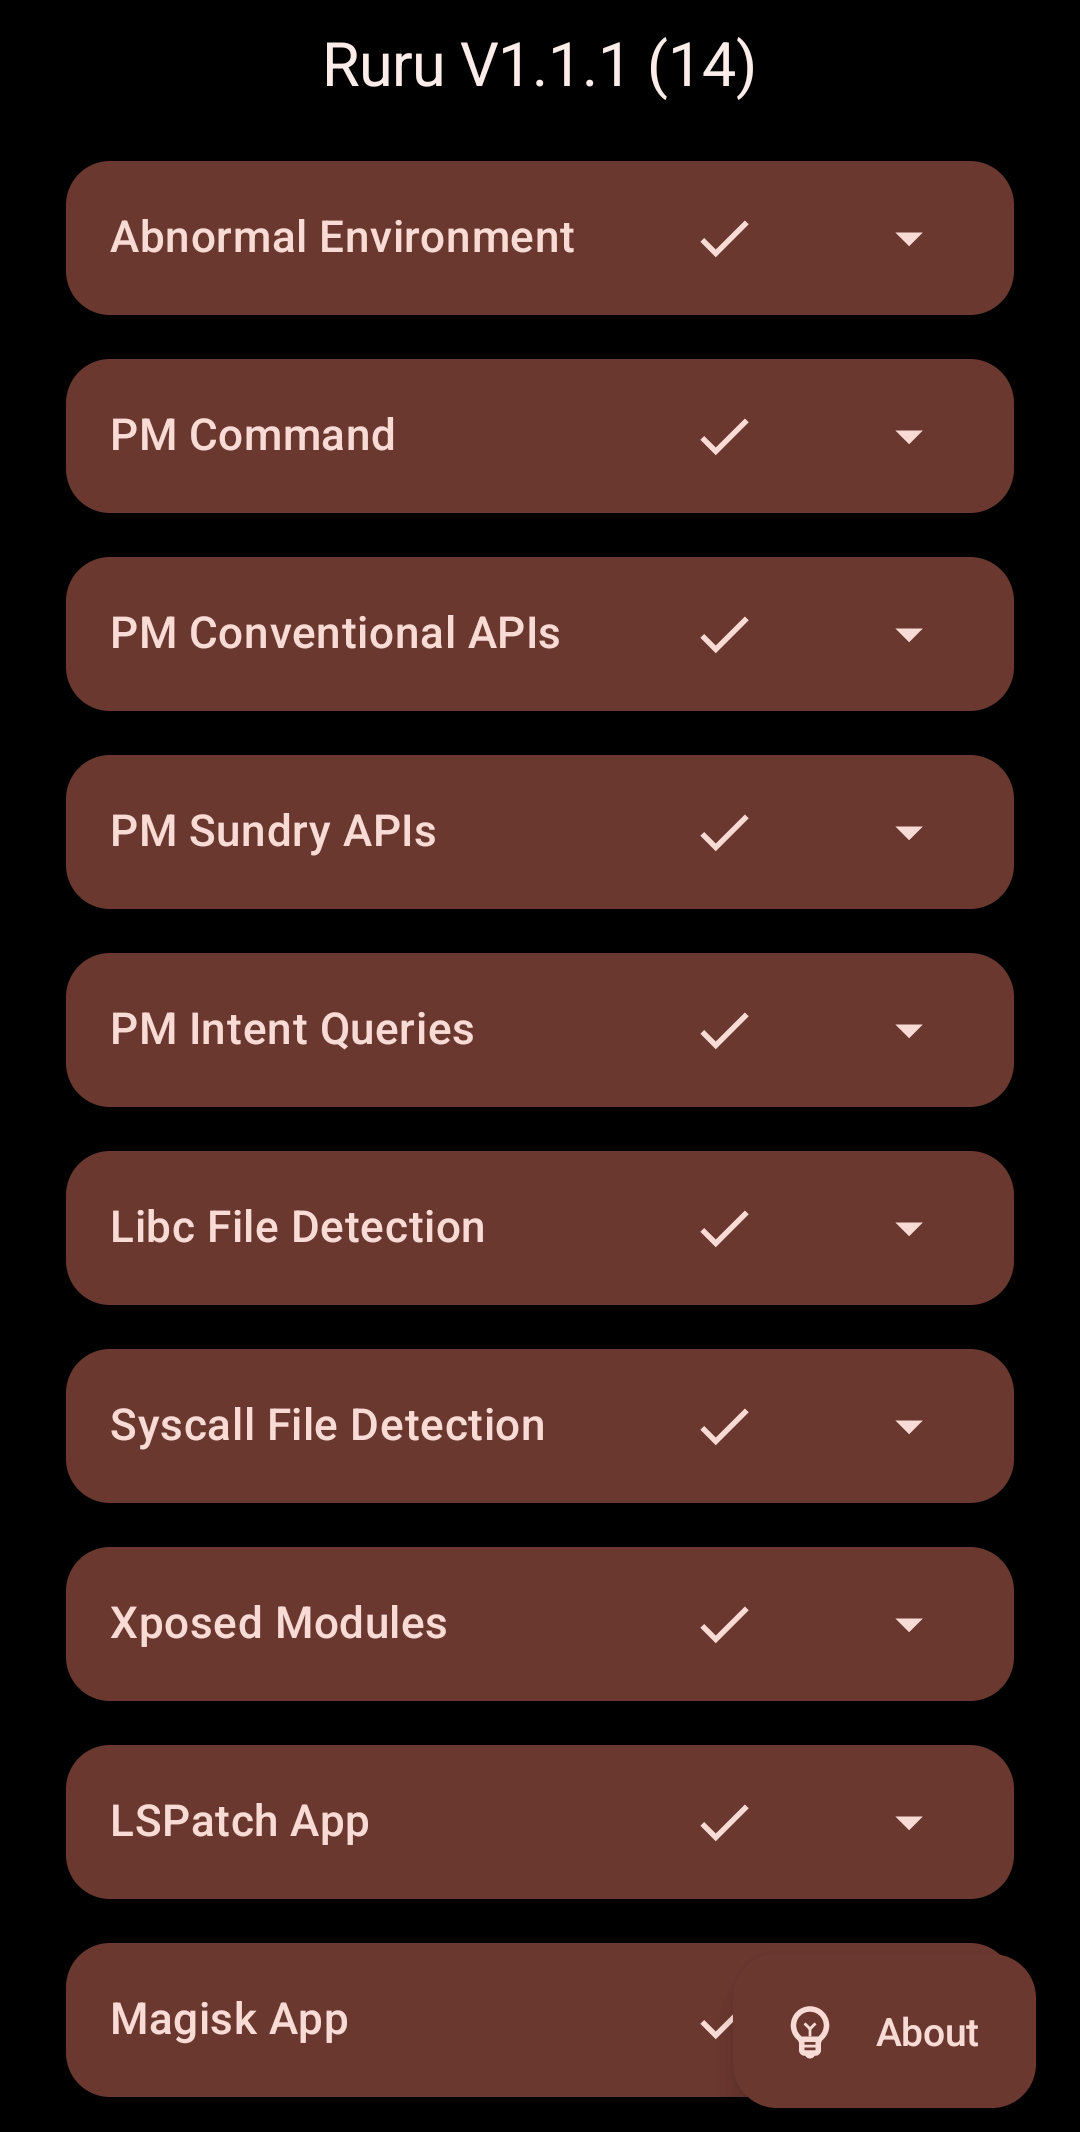 Ruru V1.1.1 (14)
Abnormal Environment
PM Command
PM Conventional APIs
PM Sundry APIs
PM Intent Queries
Libc File Detection
Syscall File Detection
Xposed Modules
LSPatch App
Magisk App
About